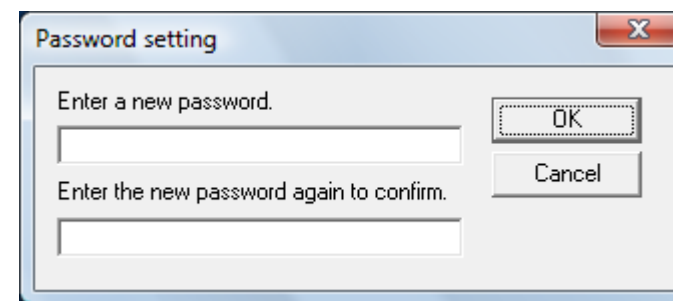 Password setting
Enter a new password.
OK
Cancel
Enter the new password again to confirm.